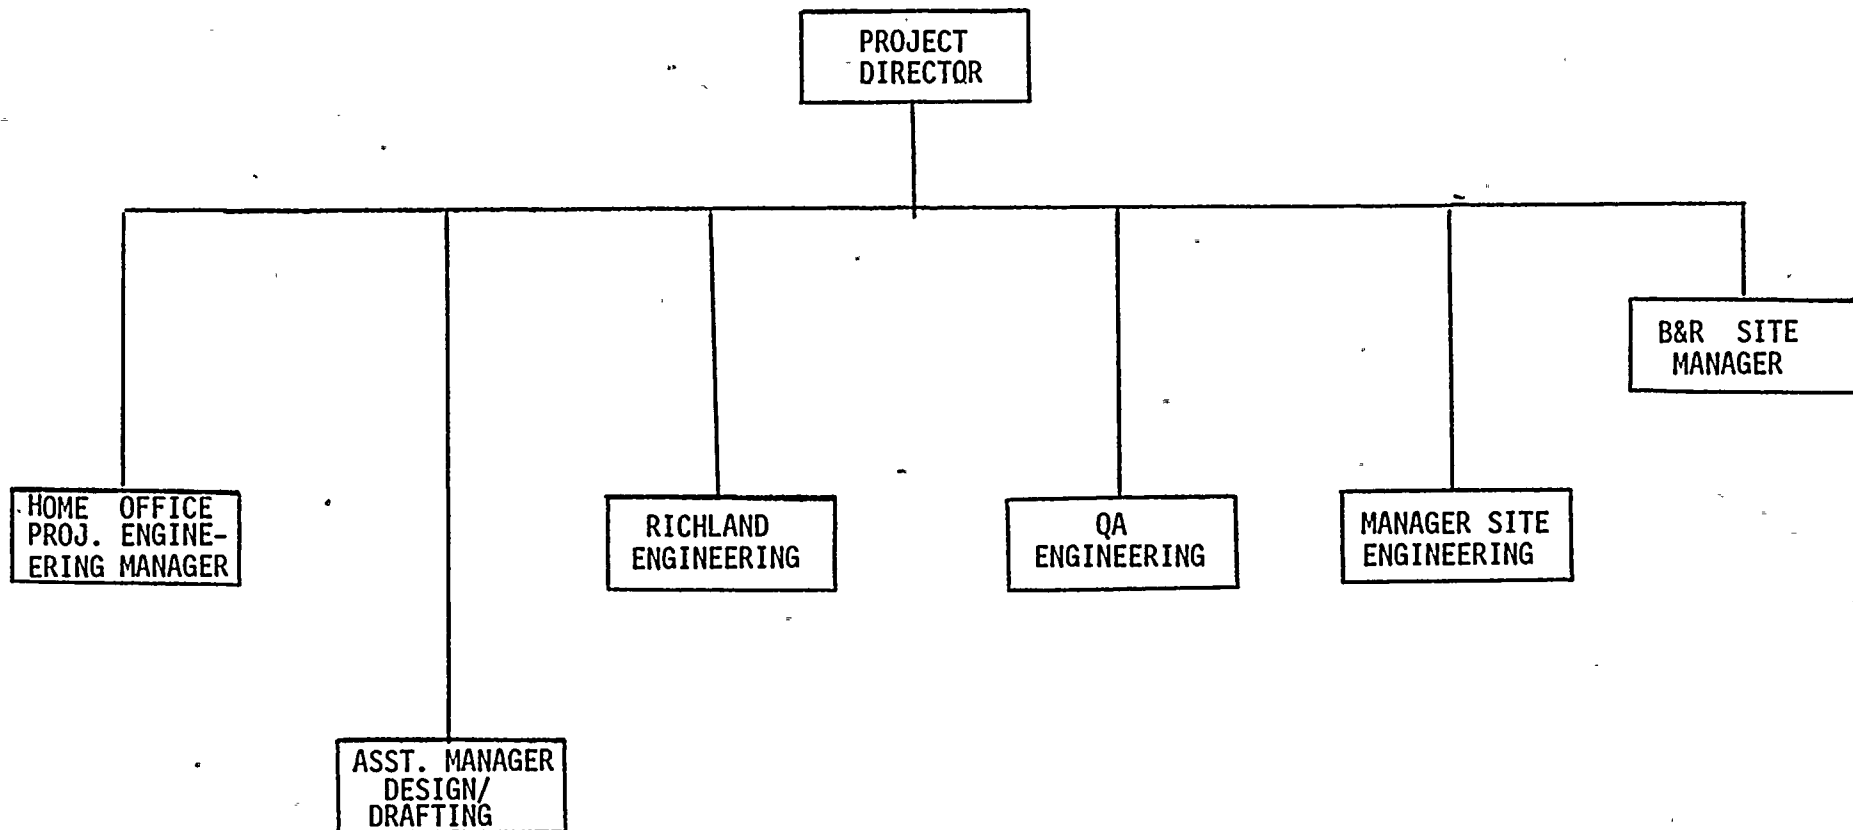 PROJECT
DIRECTOR
B&R SITE
MANAGER
HOME OFFICE
PROJ. ENGINE-
ERING MANAGER
RICHLAND
ENGINEERING
QA
ENGINEERING
MANAGER SITE
ENGINEERING
ASST. MANAGER
DESIGN/
DRAFTING